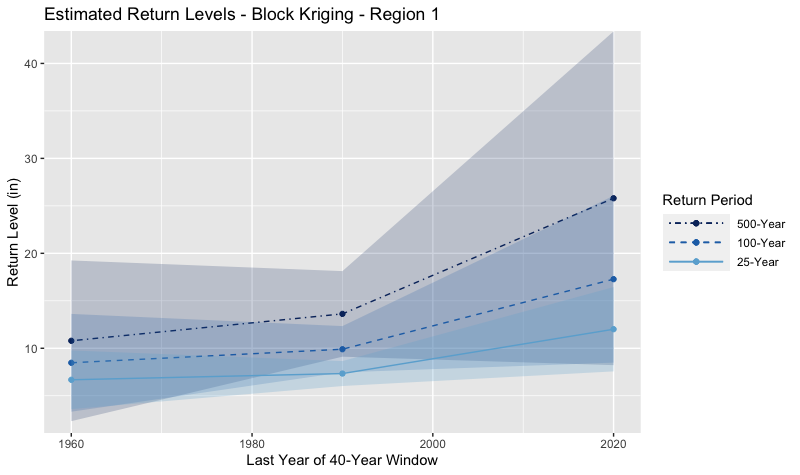 Estimated Return Levels - Block Kriging - Region 1
Return Level (in)
40
30
20
10
1960
1980
2000
2020
Last Year of 40-Year Window
Return Period
500-Year
100-Year
25-Year